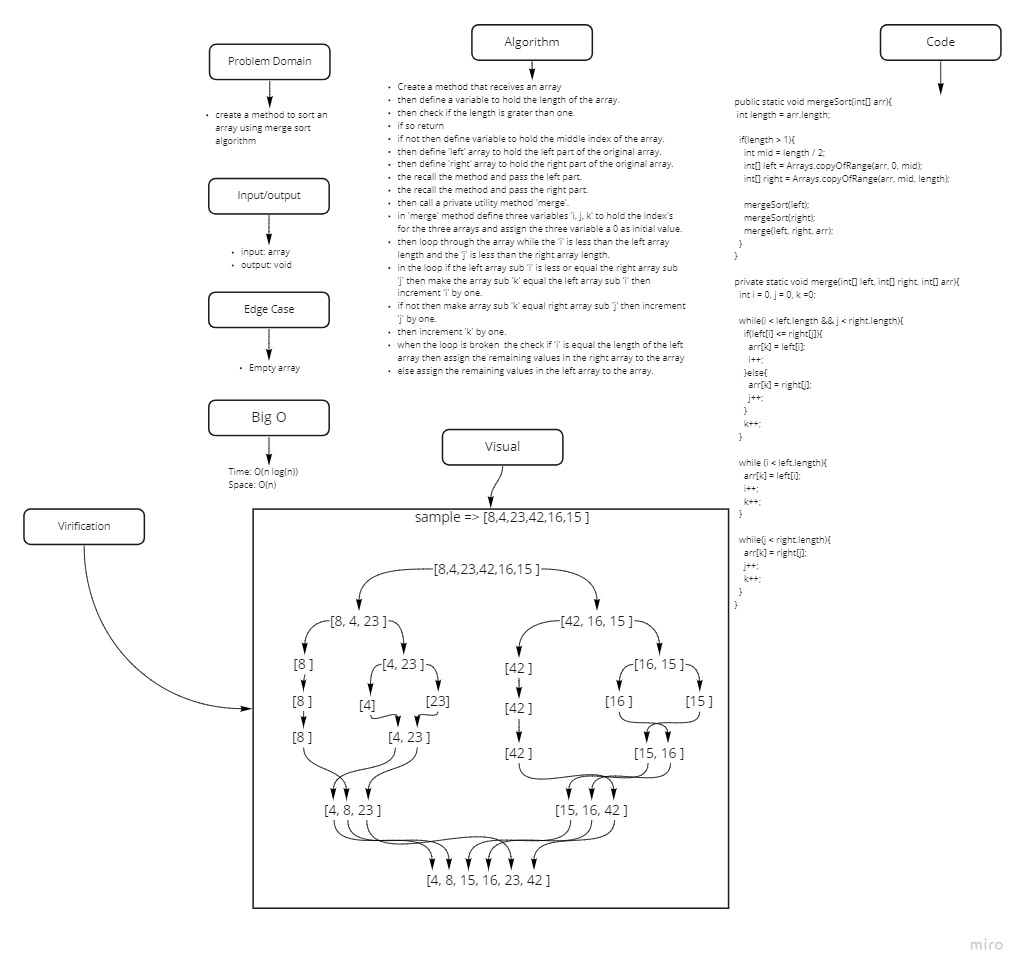 Problem Domain
create a method to sort an
array using merge sort
algorithm
Input/output
input: array
output: void
Edge Case
Empty array
Big O
Time: O(n log(n))
Space: O(n)
Algorithm
Create a method that receives an array
then define a variable to hold the length of the array.
then check if the length is grater than one.
if so return
if not then define variable to hold the middle index of the array.
then define 'left' array to hold the left part of the original array.
then define 'right' array to hold the right part of the original array.
the recall the method and pass the left part.
the recall the method and pass the right part.
then call a private utility method 'merge'.
in 'merge' method define three variables 'i, j, k' to hold the index's
for the three arrays and assign the three variable a 0 as initial value.
then loop through the array while the 'i' is less than the left array
length and the 'j' is less than the right array length.
in the loop if the left array sub 'i' is less or equal the right array sub
'j' then make the array sub 'k' equal the left array sub 'i' then
increment 'i' by one.
if not then make array sub 'k' equal right array sub 'j' then increment
'j' by one.
then increment 'k' by one.
when the loop is broken the check if 'i' is equal the length of the left
array then assign the remaining values in the right array to the array
else assign the remaining values in the left array to the array.
Code
public static void mergeSort(int[] arr){
int length = arr.length;
if(length > 1){
int mid = length / 2;
int[] left = Arrays.copyOfRange(arr, 0, mid);
int[] right = Arrays.copyOfRange(arr, mid, length);
mergeSort(left);
mergeSort(right);
merge(left, right, arr);
}
}
private static void merge(int[] left, int[] right, int[] arr){
int i = 0, j = 0, k =0;
while(i < left.length && j < right.length){
if(left[i] <= right[j]){
arr[k] = left[i];
i++;
}else{
arr[k] = right[j];
j++;
}
k++;
}
while (i < left.length){
arr[k] = left[i];
i++;
k++;
}
while(j < right.length){
arr[k] = right[j];
j++;
k++;
}
}
Visual
Virification
sample => [8,4,23,42,16,15 ]
[8,4,23,42,16,15 ]
[8, 4, 23 ]
[42, 16, 15 ]
[8 ]
[4, 23 ]
[42 ]
[16, 15 ]
[8 ]
[4]
[23]
[42 ]
[16 ]
[15 ]
[8 ]
[4, 23 ]
[42 ]
[15, 16 ]
[4, 8, 23 ]
[15, 16, 42 ]
[4, 8, 15, 16, 23, 42 ]
miro